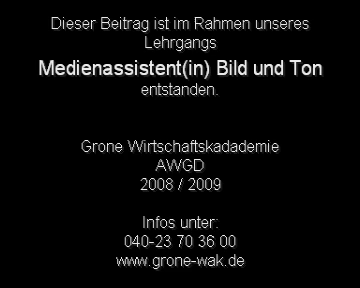 Dieser Beitrag ist im Rahmen unseres
Lehrgangs
Medienassistent(in) Bild und Ton
entstanden.
Grone Wirtschaftskadademie
AWGD
2008 / 2009
Infos unter:
040-23 70 36 00
www.grone-wak.de